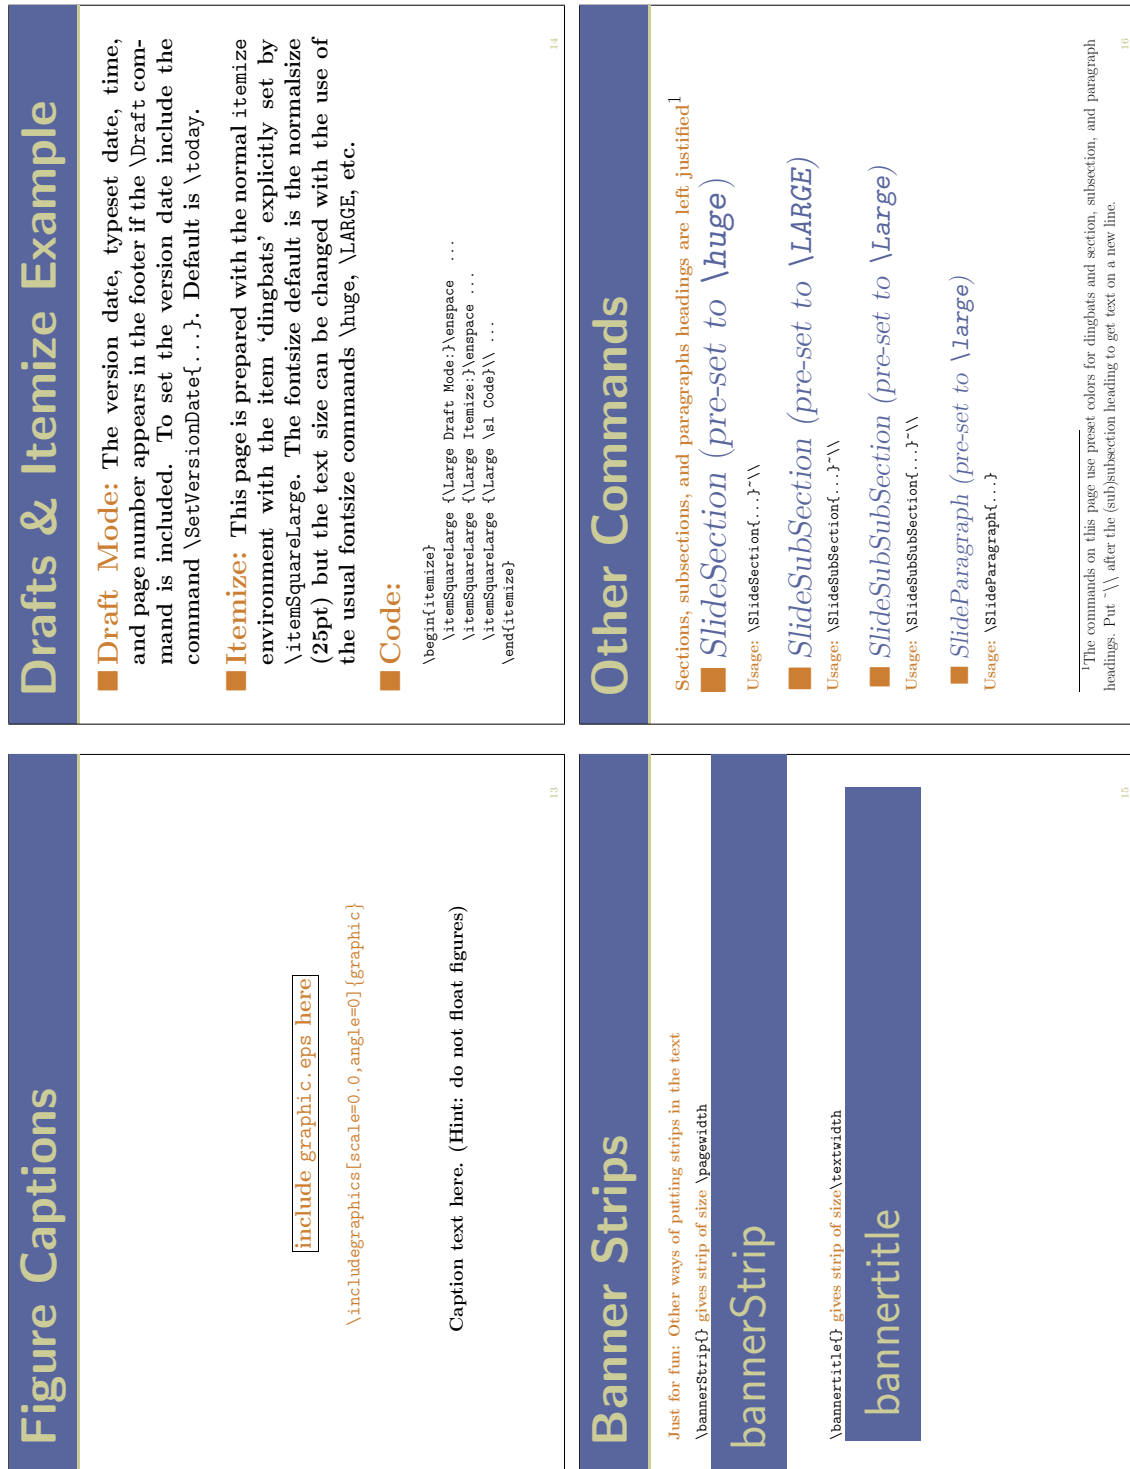 Figure Captions
include graphic.eps here
\includegraphics[scale=0.0,angle=0]{graphic}
Caption text here. (Hint: do not float figures)
13
Drafts & Itemize Example
Draft Mode: The version date, typeset date, time,
and page number appears in the footer if the \Draft com-
mand is included. To set the version date include the
command \SetVersionDate{...}. Default is \today.
Itemize: This page is prepared with the normal itemize
environment with the item ‘dingbats’ explicitly set by
\itemSquareLarge. The fontsize default is the normalsize
(25pt) but the text size can be changed with the use of
the usual fontsize commands \huge, \LARGE, etc.
Code:
\begin{itemize}
\itemSquareLarge {\Large Draft Mode:}\enspace ...
\itemSquareLarge {\Large Itemize:}\enspace ...
\itemSquareLarge {\Large \sl Code}\\ ...
\end{itemize}
14
Banner Strips
Just for fun: Other ways of putting strips in the text
\bannerStrip{} gives strip of size \pagewidth
bannerStrip
\bannertitle{} gives strip of size\textwidth
bannertitle
15
Other Commands
Sections, subsections, and paragraphs headings are left justified1
SlideSection (pre-set to \huge )
Usage: \SlideSection{...}~\\
SlideSubSection (pre-set to \LARGE)
Usage: \SlideSubSection{...}~\\
SlideSubSubSection (pre-set to \Large)
Usage: \SlideSubSubSection{...}~\\
SlideParagraph (pre-set to \large)
Usage: \SlideParagraph{...}
1The commands on this page use preset colors for dingbats and section, subsection, and paragraph
headings. Put ~\\ after the (sub)subsection heading to get text on a new line.
16